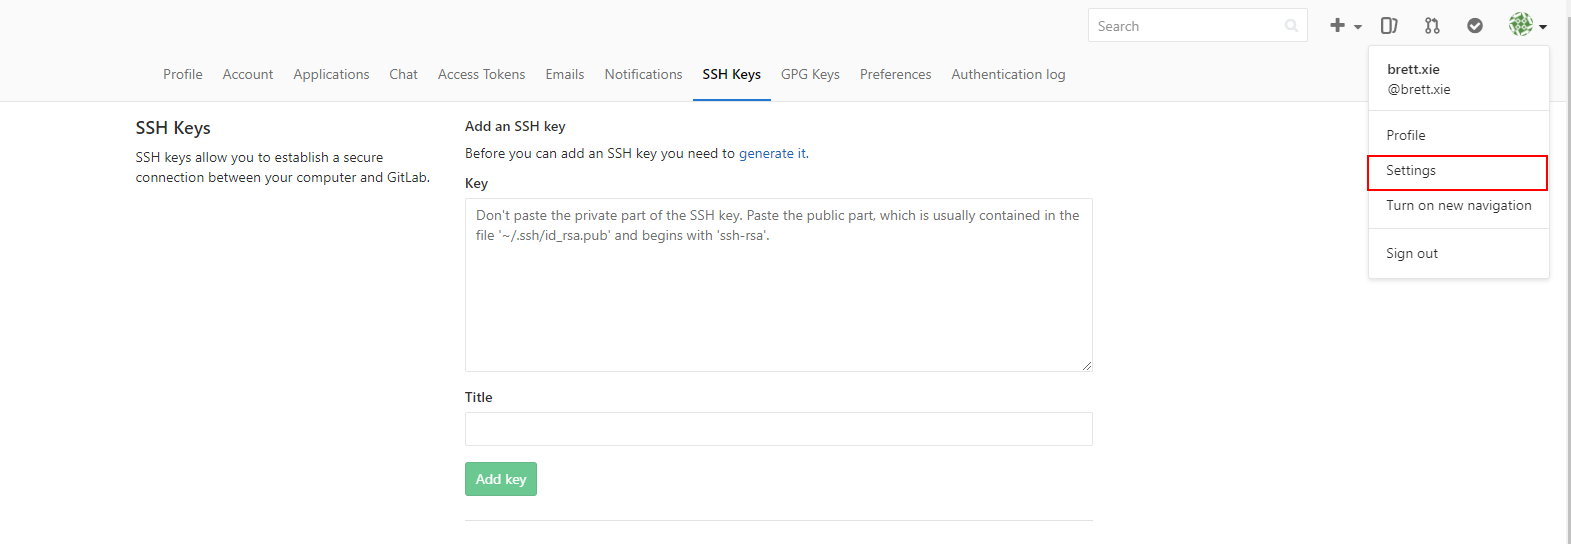 Search
Profile Account Applications Chat Access Tokens Emails Notifications SSH Keys GPG Keys Preferences Authentication log
brett.xie
@brett.xie
Profile
Settings
Turn on new navigation
Sign out
SSH Keys
SSH keys allow you to establish a secure
connection between your computer and GitLab.
Add an SSH key
Before you can add an SSH key you need to generate it.
Key
Don't paste the private part of the SSH key. Paste the public part, which is usually contained in the
file '~/.ssh/id_rsa.pub' and begins with 'ssh-rsa'.
Title
Add key